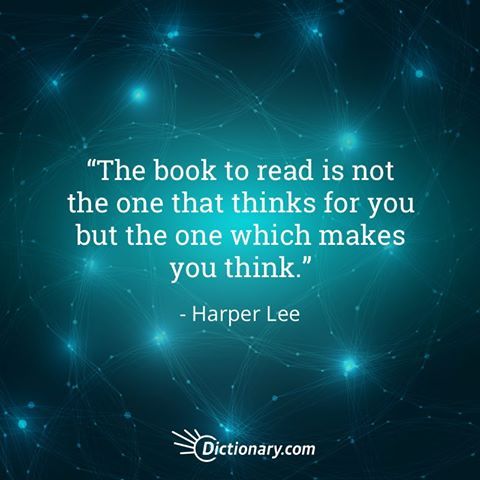 “The book to read is not
the one that thinks for you
but the one which makes
you think.”
- Harper Lee
Dictionary.com